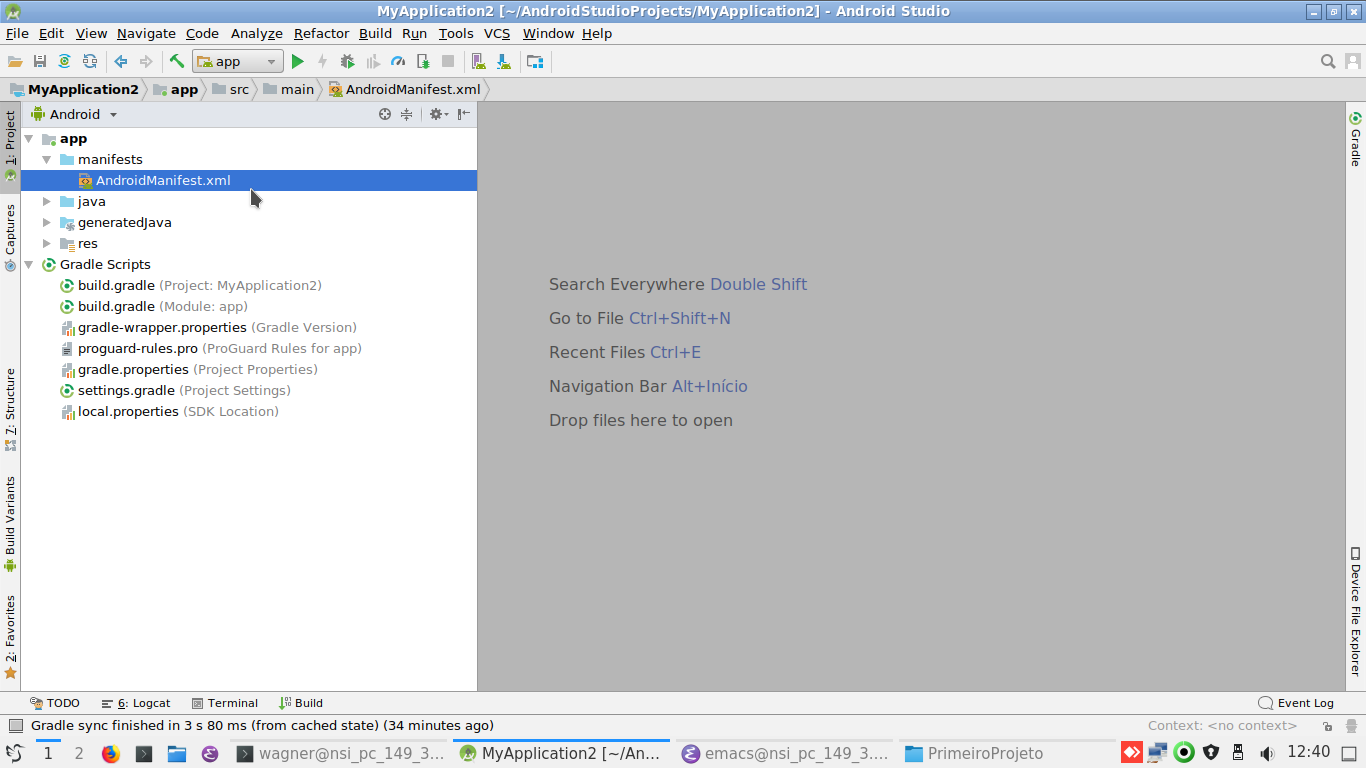 MyApplication2 [~/AndroidStudioProjects/MyApplication2] - Android Studio
File Edit View Navigate Code Analyze Refactor Build Run Tools VCS Window Help
app
MyApplication2 app src main AndroidManifest.xml
1: Project
Captures
7: Structure
Build Variants
2: Favorites
Android
app
manifests
AndroidManifest.xml
java
generatedJava
res
Gradle Scripts
build.gradle (Project: MyApplication2)
build.gradle (Module: app)
gradle-wrapper.properties (Gradle Version)
proguard-rules.pro (ProGuard Rules for app)
gradle.properties (Project Properties)
settings.gradle (Project Settings)
local.properties (SDK Location)
Search Everywhere Double Shift
Go to File Ctrl+Shift+N
Recent Files Ctrl+E
Navigation Bar Alt+Início
Drop files here to open
Gradle
Device File Explorer
TODO 6: Logcat Terminal Build Event Log
Gradle sync finished in 3 s 80 ms (from cached state) (34 minutes ago) Context: <no context>
1 2 wagner@nsi_pc_149_3... MyApplication2 [~/An... emacs@nsi_pc_149_3.... PrimeiroProjeto 12:40